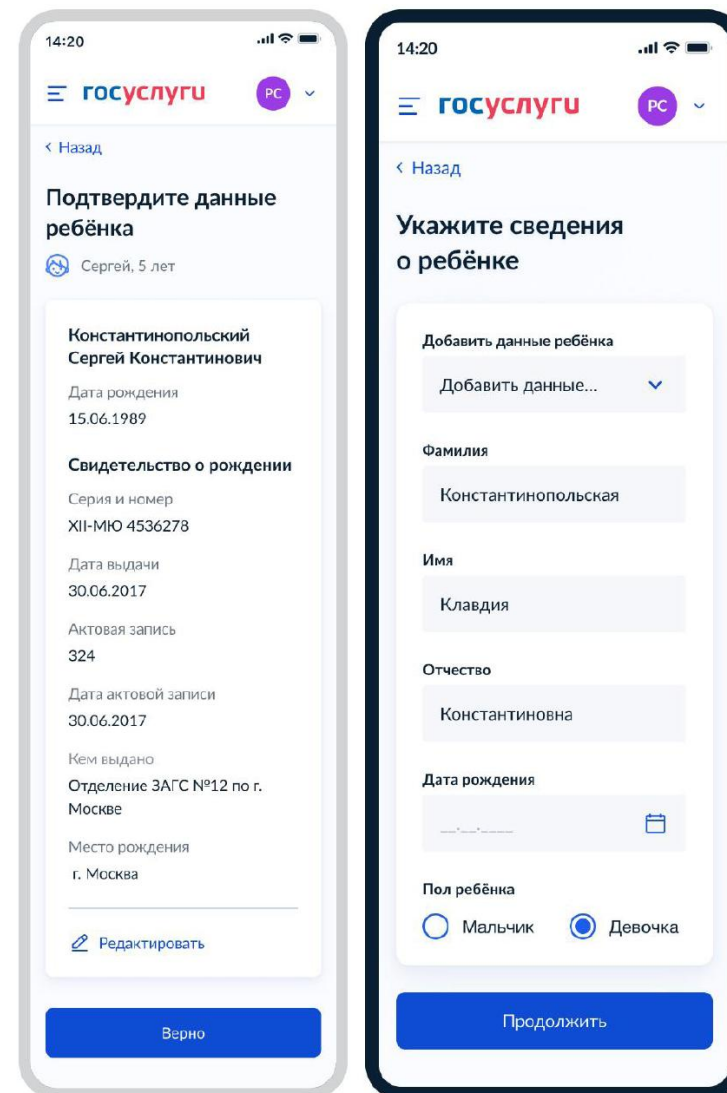 14:20
госуслуги
РС
Назад
Подтвердите данные
ребёнка
Сергей, 5 лет
Константинопольский
Сергей Константинович
Дата рождения
15.06.1989
Свидетельство о рождении
Серия и номер
XII-МЮ 4536278
Дата выдачи
30.06.2017
Актовая запись
324
Дата актовой записи
30.06.2017
Кем выдано
Отделение ЗАГС №12 по г.
Москве
Место рождения
г. Москва
Редактировать
Верно
14:20
госуслуги
РС
Назад
Укажите сведения
о ребёнке
Добавить данные ребёнка
Добавить данные...
Фамилия
Константинопольская
Имя
Клавдия
Отчество
Константиновна
Дата рождения
__.__.____
Пол ребёнка
Мальчик Девочка
Продолжить